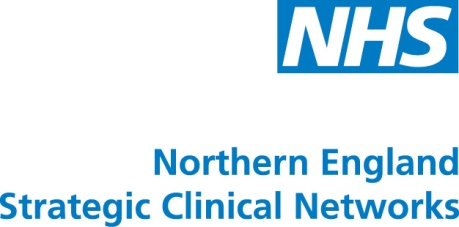 NHS
Northern England
Strategic Clinical Networks